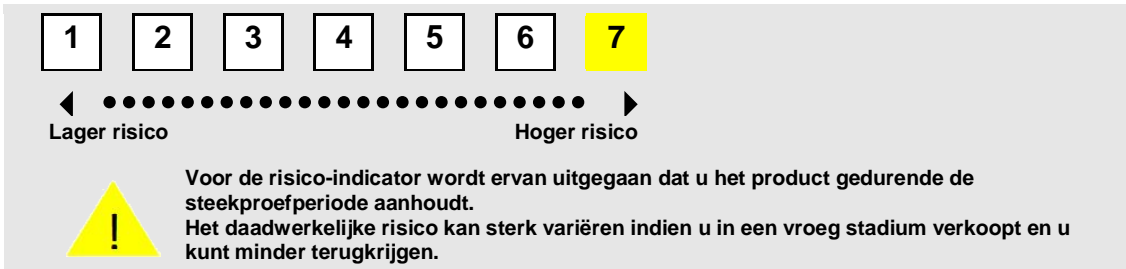 1 2 3 4 5 6 7
Lager risico Hoger risico
!
Voor de risico-indicator wordt ervan uitgegaan dat u het product gedurende de
steekproefperiode aanhoudt.
Het daadwerkelijke risico kan sterk variëren indien u in een vroeg stadium verkoopt en u
kunt minder terugkrijgen.